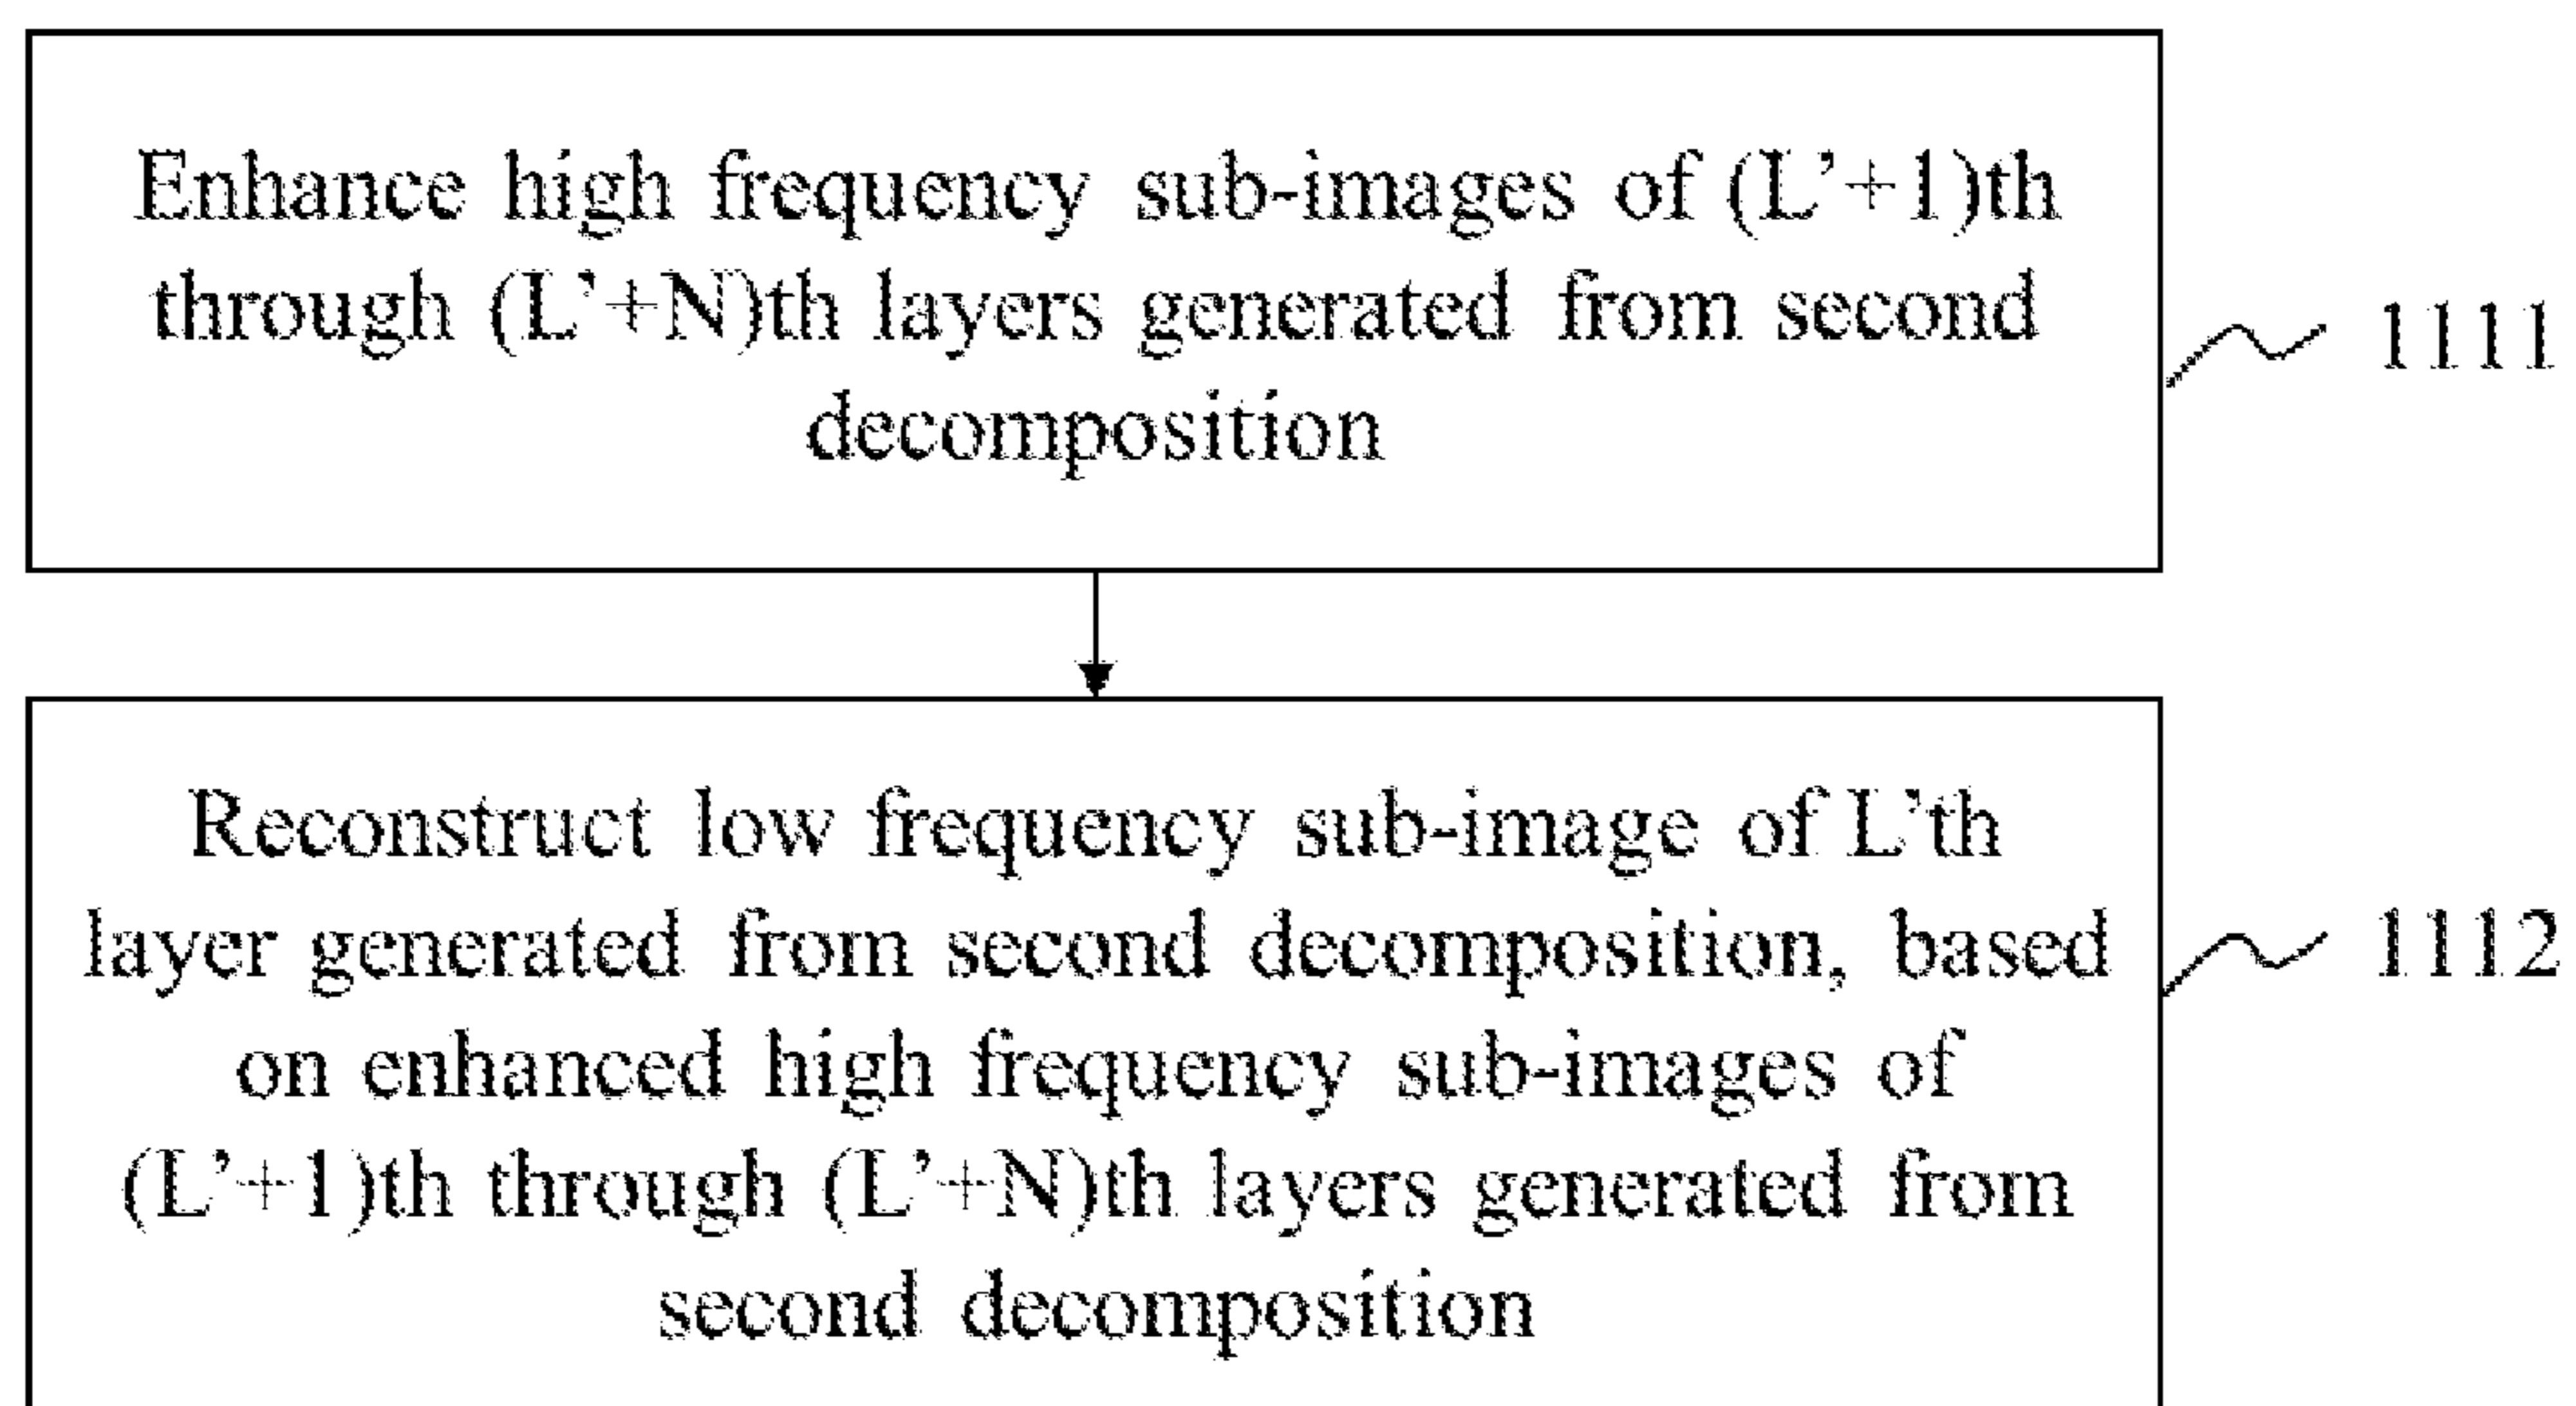 Enhance high frequency sub-images of (L’+1)th
through (L’+N)th layers generated from second
decomposition
1111
Reconstruct low frequency sub-image of L’th
layer generated from second decomposition, based
on enhanced high frequency sub-images of
(L’+1)th through (L’+N)th layers generated from
second decomposition
1112